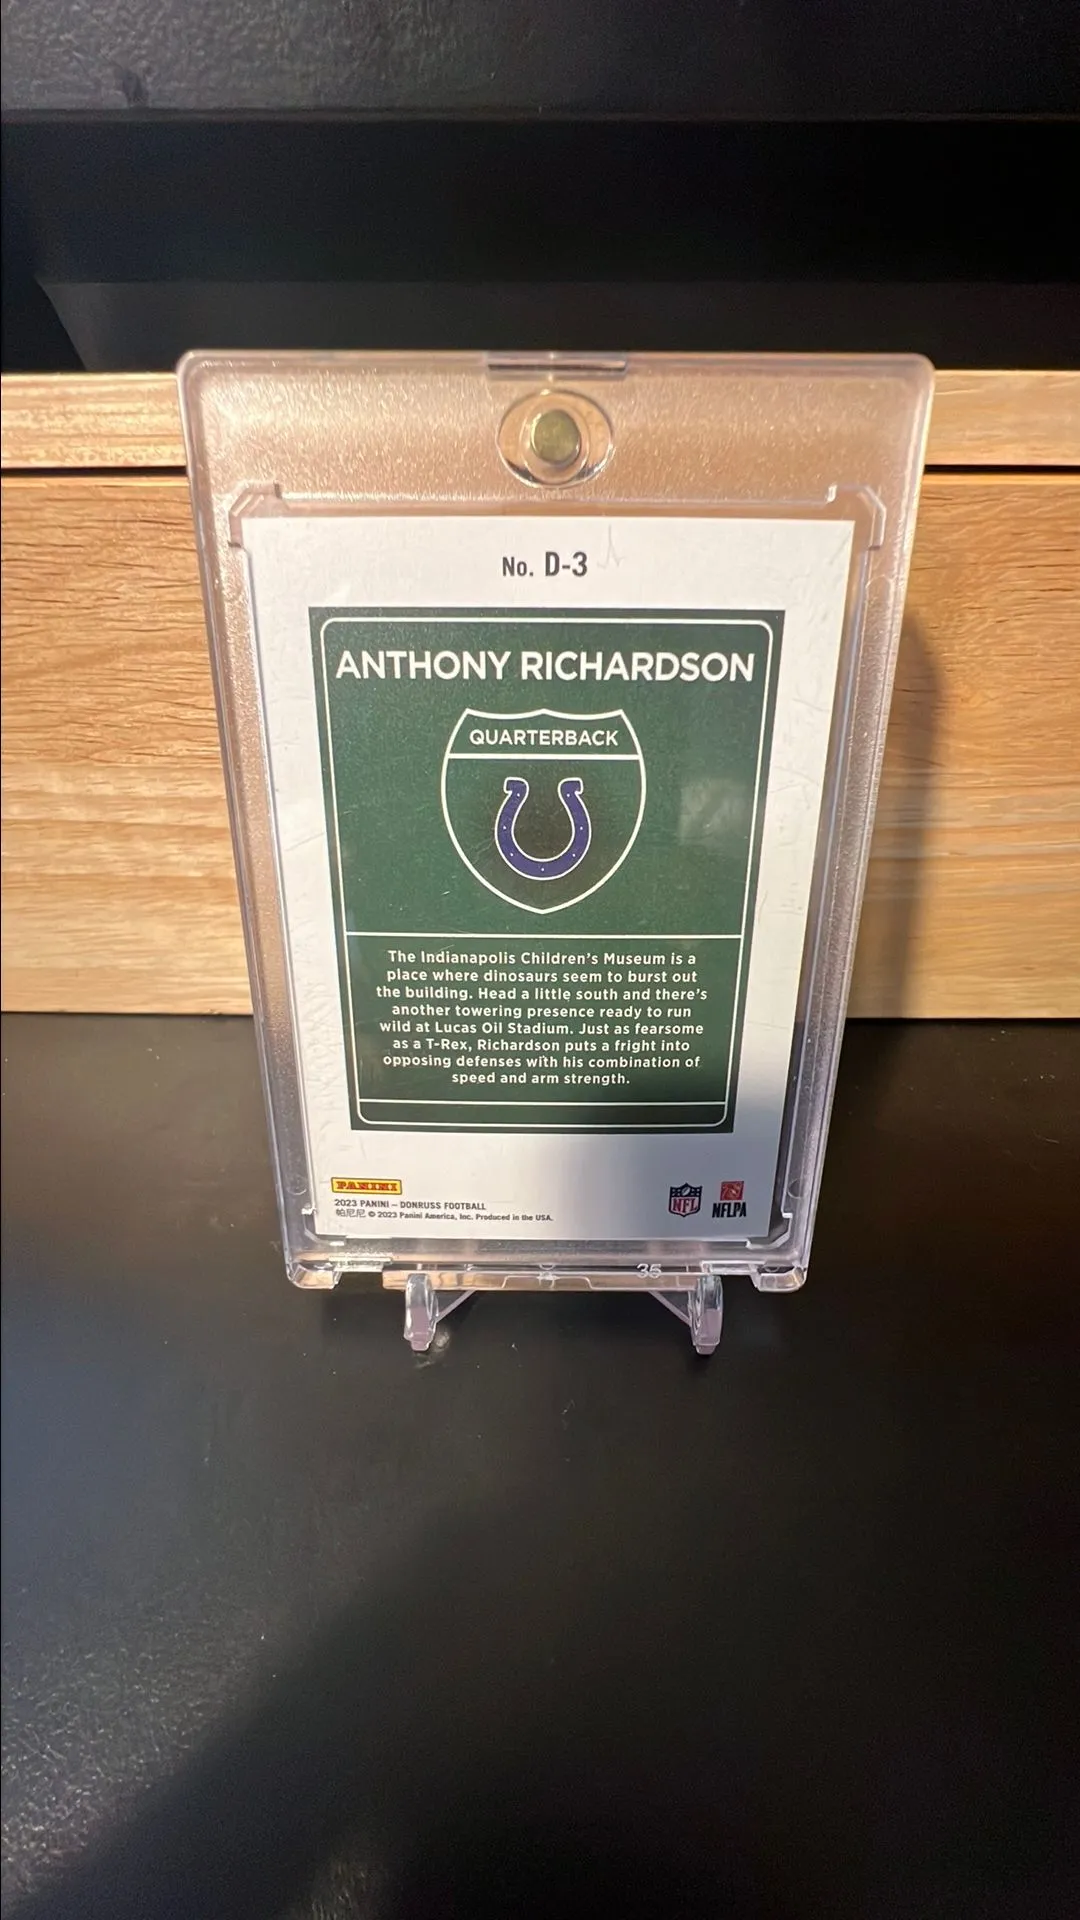 No. D-3
ANTHONY RICHARDSON
QUARTERBACK
The Indianapolis Children's Museum is a
place where dinosaurs seem to burst out
the building. Head a little south and there's
another towering presence ready to run
wild at Lucas Oil Stadium. Just as fearsome
as a T-Rex, Richardson puts a fright into
opposing defenses with his combination of
speed and arm strength.
PANINI
2023 PANINI – DONRUSS FOOTBALL
帕尼尼 © 2023 Panini America, Inc. Produced in the USA.
NFL
NFLPA
35